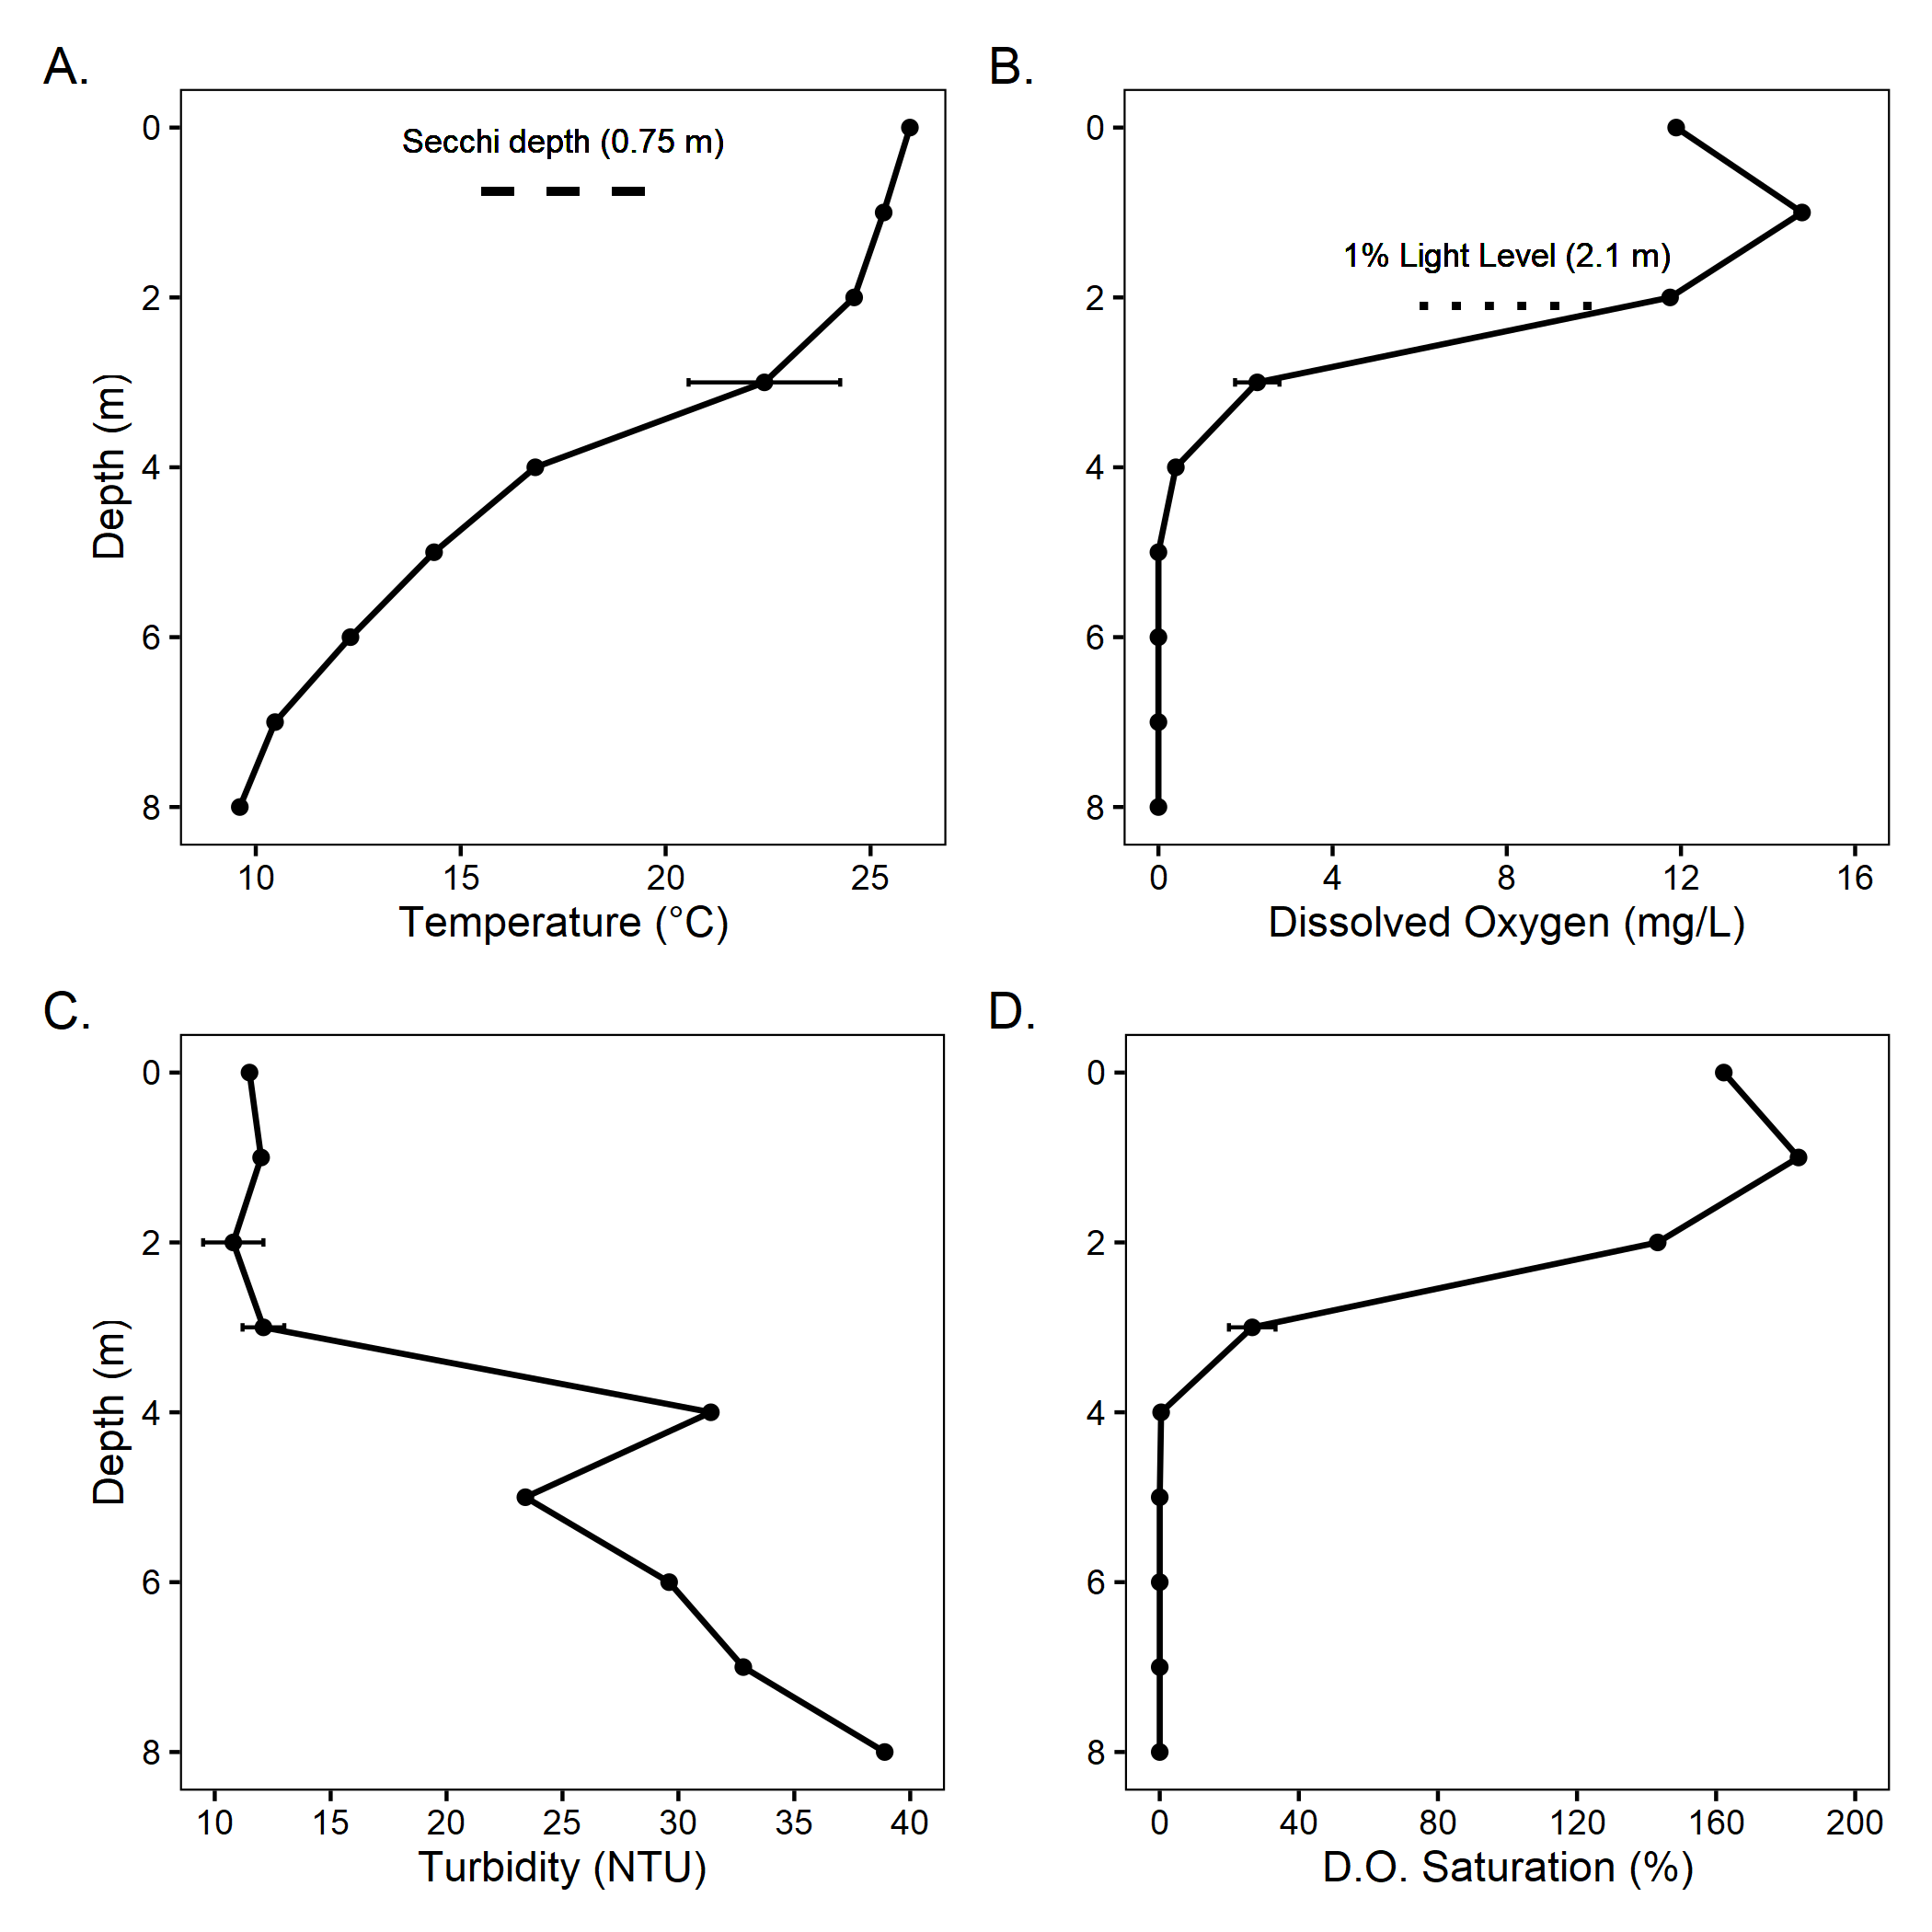 A.
Secchi depth (0.75 m)
0
2
4
6
8
Depth (m)
10 15 20 25
Temperature (°C)
B.
1% Light Level (2.1 m)
0
2
4
6
8
0 4 8 12 16
Dissolved Oxygen (mg/L)
C.
0
2
4
6
8
Depth (m)
10 15 20 25 30 35 40
Turbidity (NTU)
D.
0
2
4
6
8
0 40 80 120 160 200
D.O. Saturation (%)